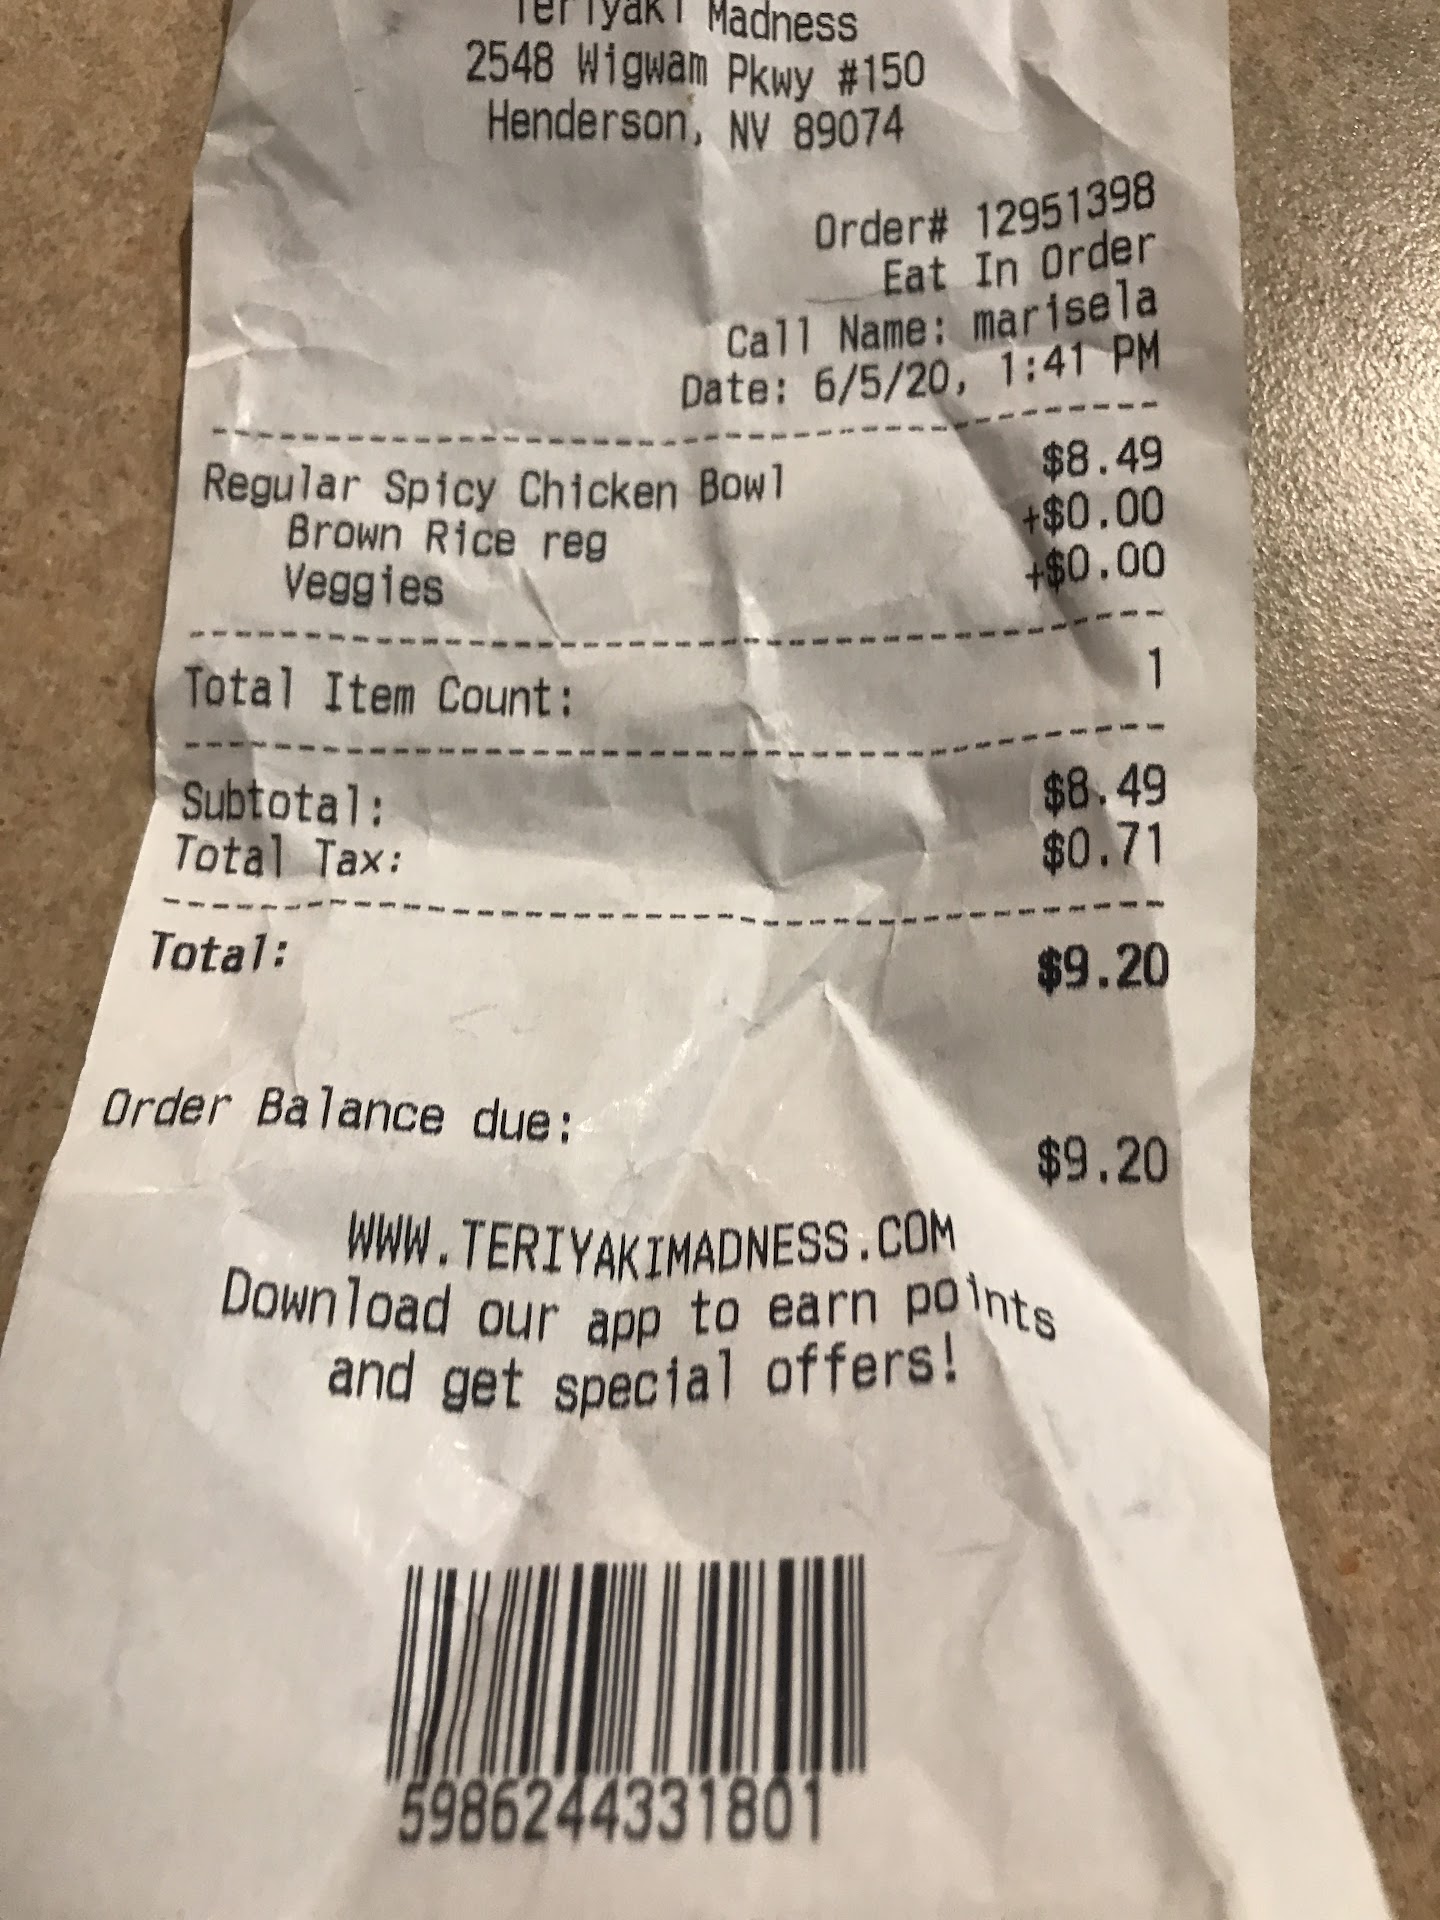 Teriyaki Madness
2548 Wigwam Pkwy #150
Henderson, NV 89074
Order# 12951398
Eat In Order
Call Name: marisela
Date: 6/5/20, 1:41 PM
Regular Spicy Chicken Bowl $8.49
Brown Rice reg +$0.00
Veggies +$0.00
Total Item Count: 1
Subtotal: $8.49
Total Tax: $0.71
Total: $9.20
Order Balance due: $9.20
WWW.TERIYAKIMADNESS.COM
Download our app to earn points
and get special offers!
5986244331801